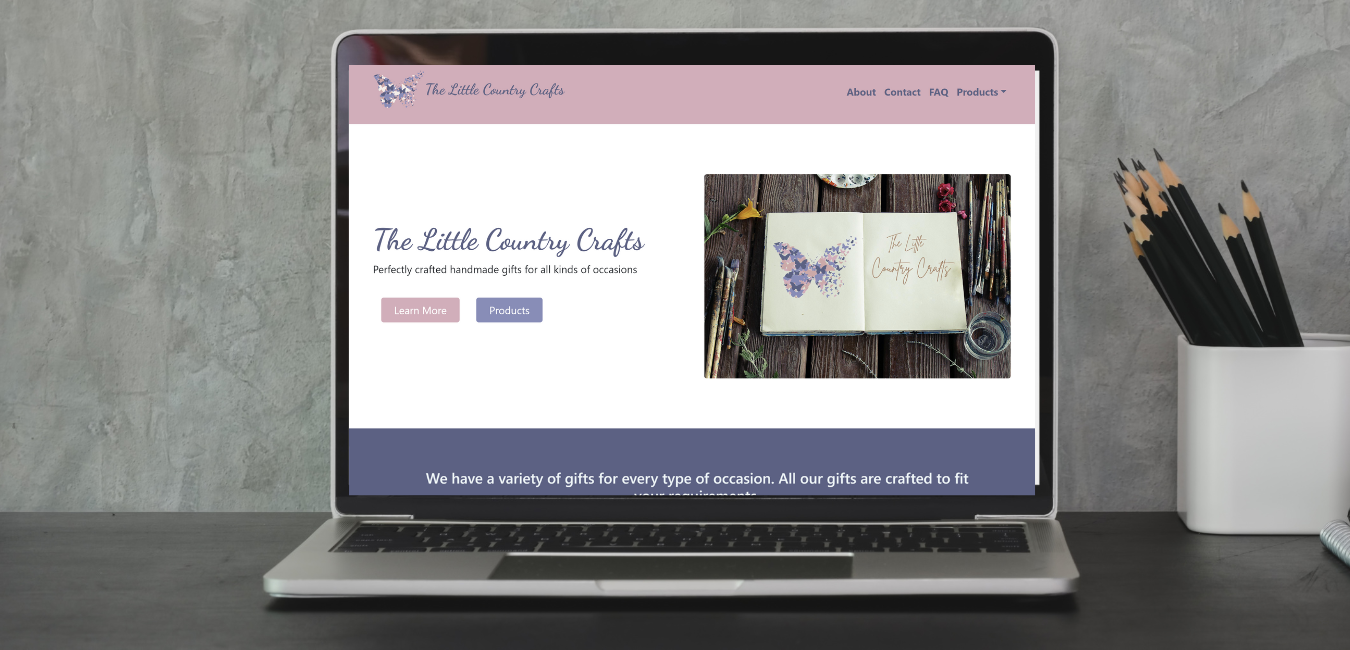 The Little Country Crafts
About Contact FAQ Products
The Little Country Crafts
Perfectly crafted handmade gifts for all kinds of occasions
Learn More Products
The Little
Country Crafts
We have a variety of gifts for every type of occasion. All our gifts are crafted to fit
your requirements